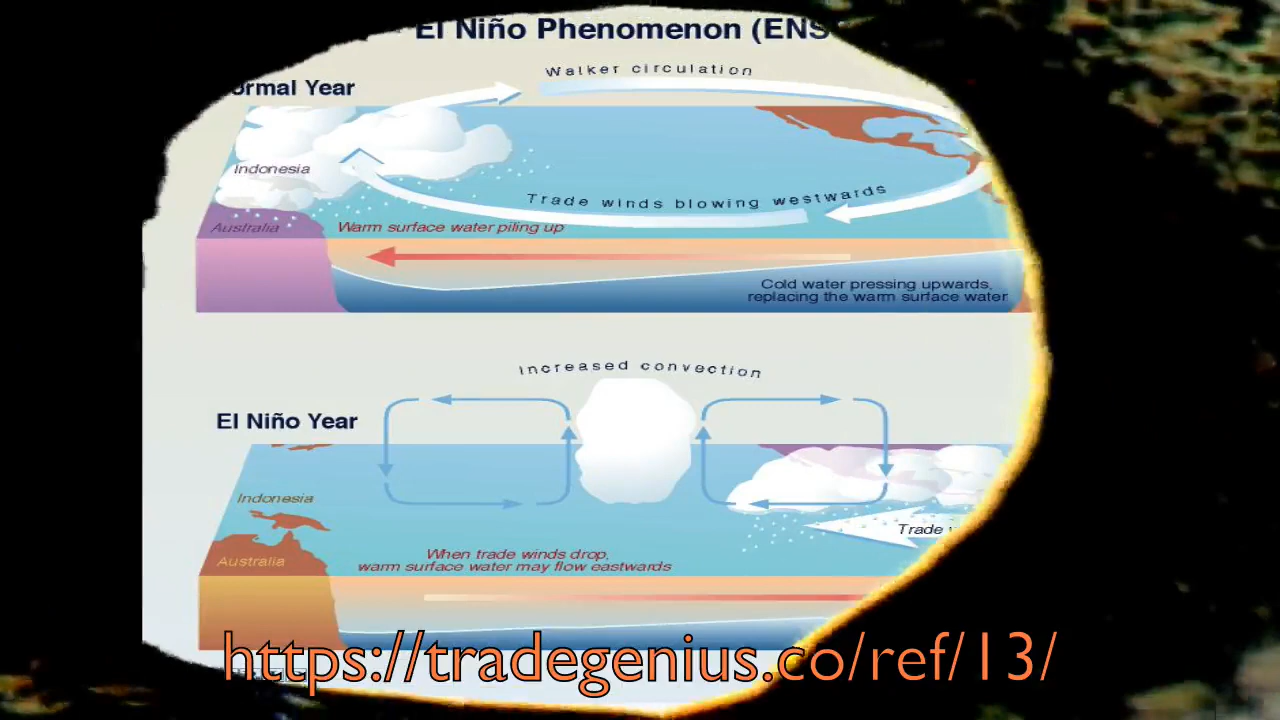 El Niño Phenomenon (ENS
Walker circulation
ormal Year
Indonesia
Trade winds blowing westwards
Australia
Warm surface water piling up
Cold water pressing upwards,
replacing the warm surface water
Increased convection
El Niño Year
Indonesia
Trade
When trade winds drop,
Australia
warm surface water may flow eastwards
https://tradegenius.co/ref/13/